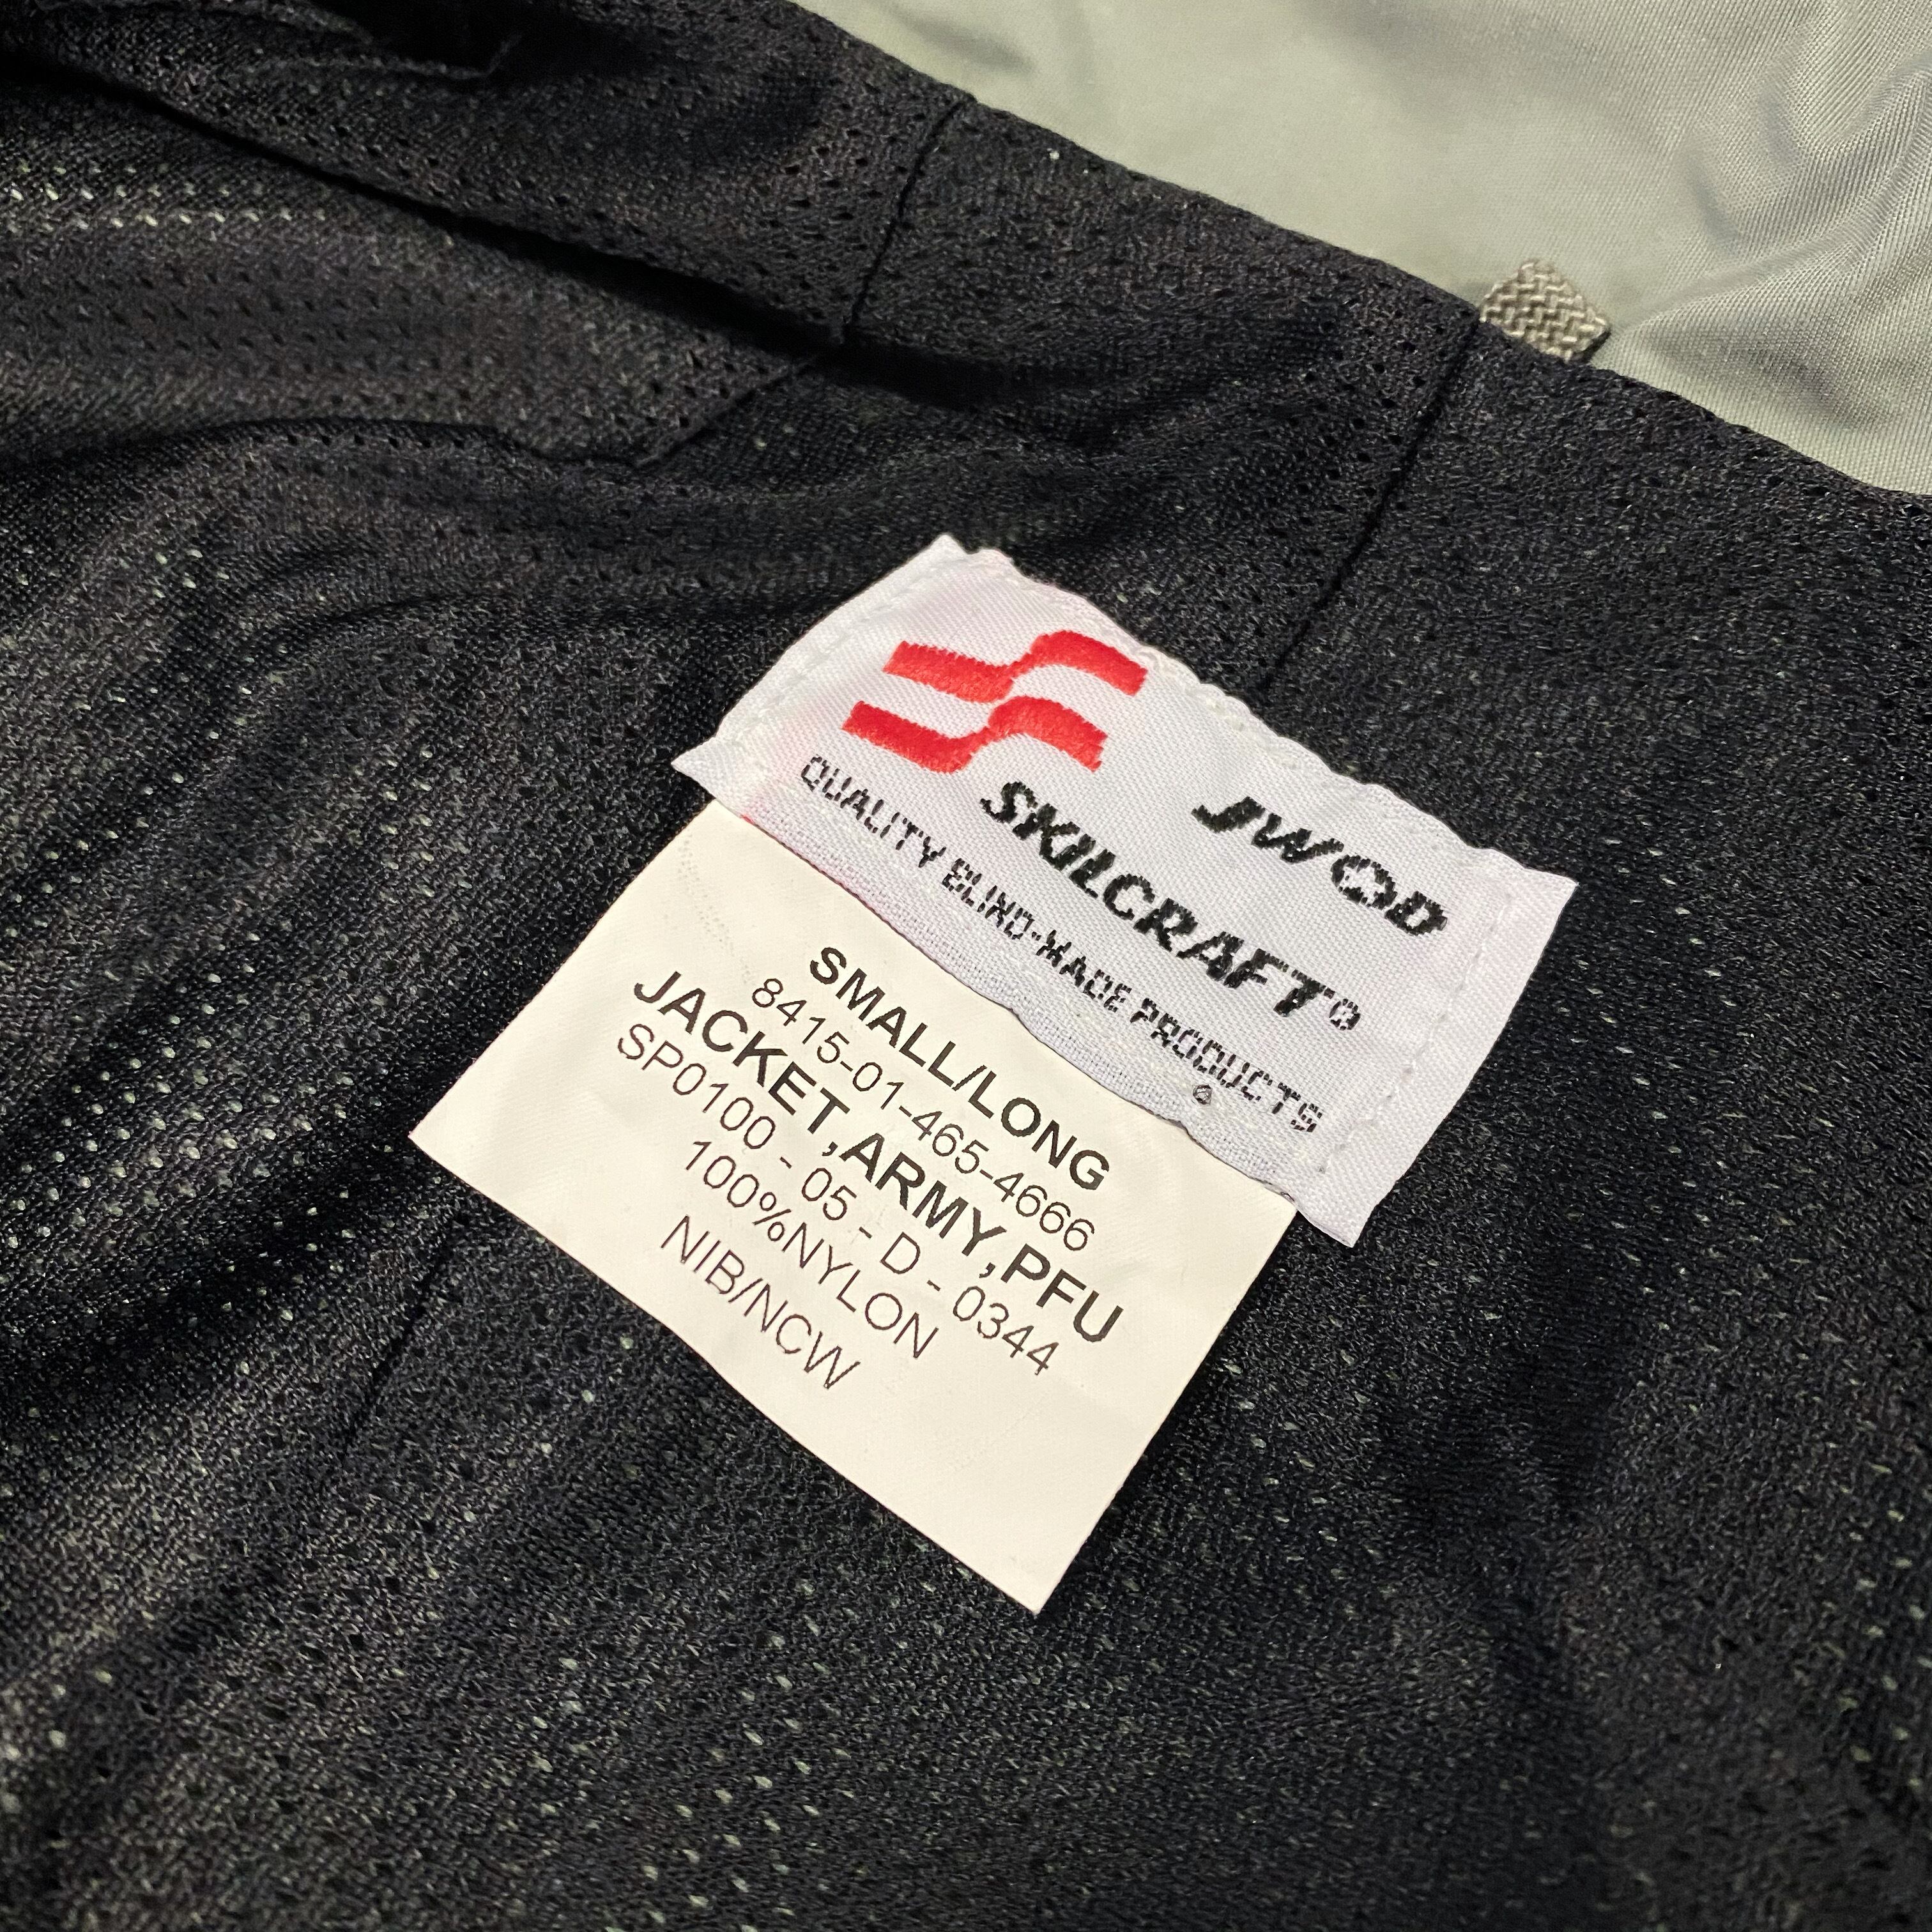 JWOD
SKILCRAFT®
QUALITY BLIND-MADE PRODUCTS
SMALL/LONG
8415-01-465-4666
JACKET,ARMY,PFU
SP0100 - 05 - D - 0344
100%NYLON
NIB/NCW